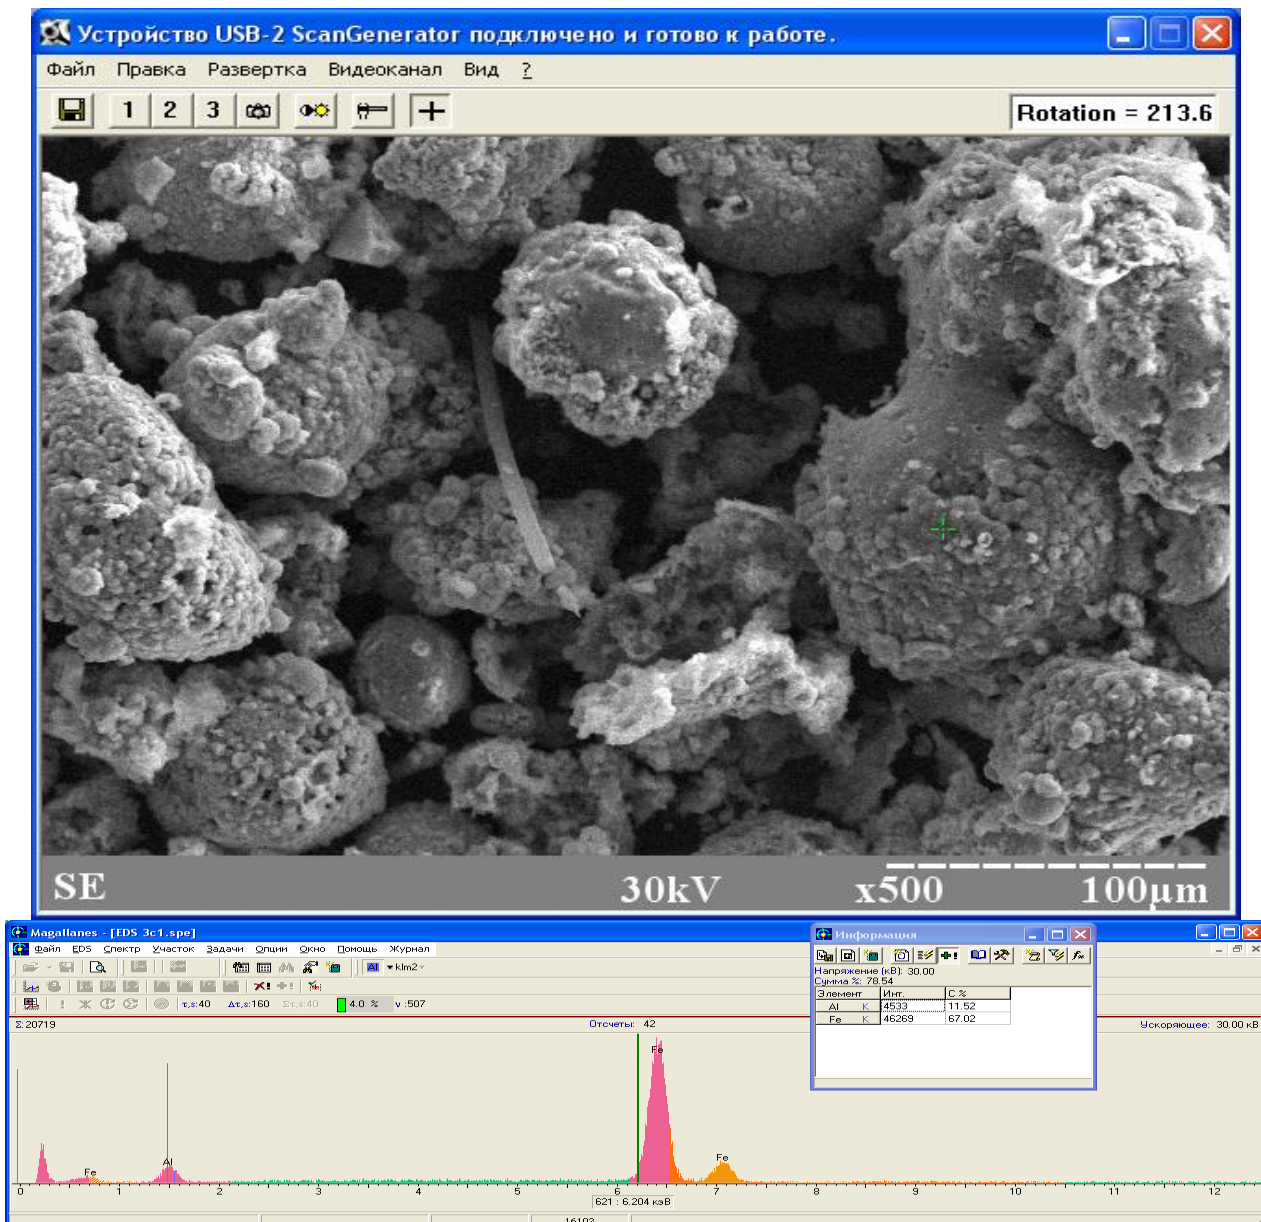 Устройство USB-2 ScanGenerator подключено и готово к работе.
Файл Правка Развертка Видеоканал Вид ?
1 2 3 Rotation = 213.6
SE 30kV x500 100µm
Magallanes - [EDS 3c1.spe]
Файл EDS Спектр Участок Задачи Опции Окно Помощь Журнал
Al klm2
τ,s:40 Δτ,s:160 Στ,s:40 4.0 % ν :507
Σ:20719 Отсчеты: 42 Ускоряющее: 30.00 кВ
Информация
Напряжение (кВ): 30.00
Сумма %: 78.54
Элемент Инт. C %
Al K 4533 11.52
Fe K 46269 67.02
Fe
Fe Al Fe
0 1 2 3 4 5 6 7 8 9 10 11 12
621 : 6.204 кэВ
16102